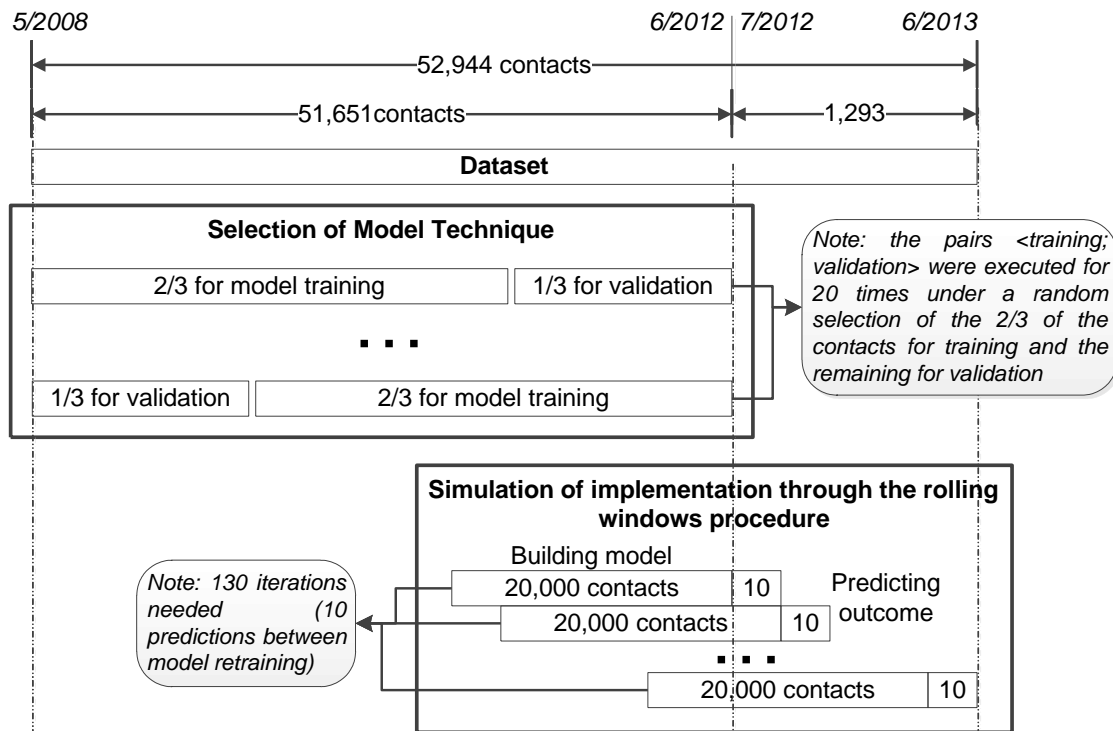 5/2008
6/2012
7/2012
6/2013
52,944 contacts
51,651contacts
1,293
Dataset
Selection of Model Technique
2/3 for model training
1/3 for validation
...
1/3 for validation
2/3 for model training
Note: the pairs <training;
validation> were executed for
20 times under a random
selection of the 2/3 of the
contacts for training and the
remaining for validation
Simulation of implementation through the rolling
windows procedure
Building model
20,000 contacts
10
Predicting
outcome
20,000 contacts
10
...
20,000 contacts
10
Note: 130 iterations
needed (10
predictions between
model retraining)